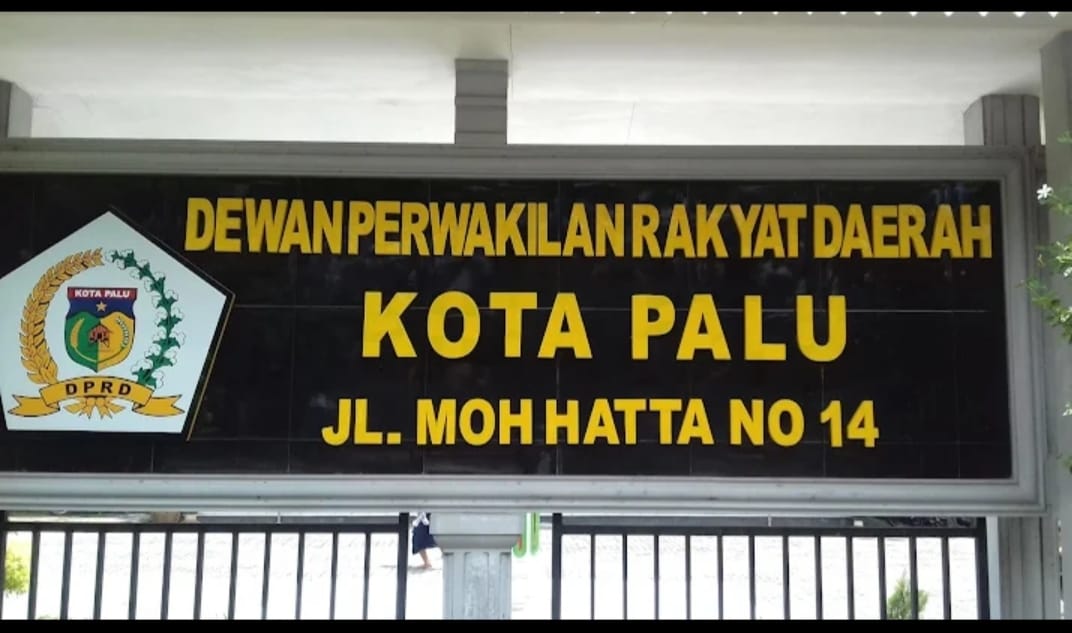 DEWAN PERWAKILAN RAKYAT DAERAH
KOTA PALU
JL. MOH HATTA NO 14
KOTA PALU
DPRD